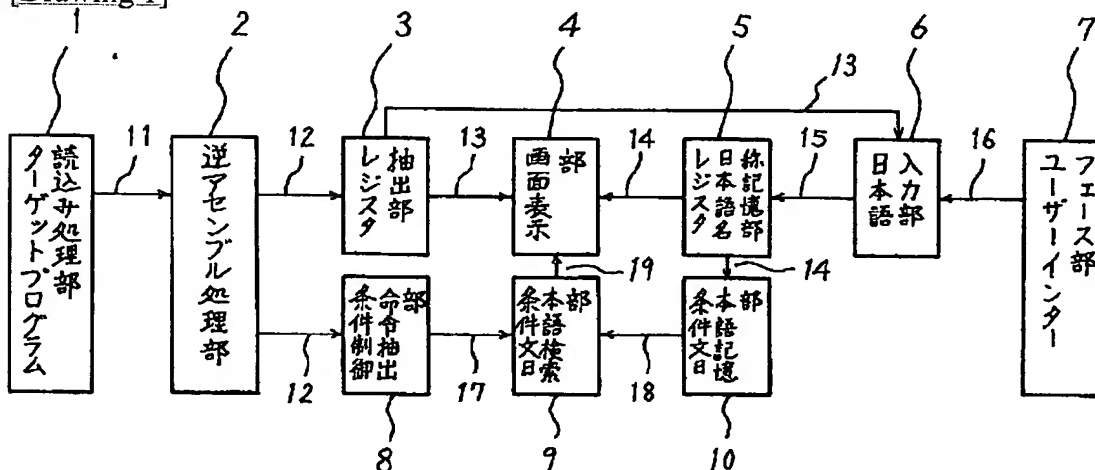 [Drawing 1]
1
2
3
4
5
6
7
13
ターゲットプログラム
読込み処理部
11
逆アセンブル処理部
12
レジスタ
抽出部
13
画面表示
部
14
レジスタ
日本語名
称記憶部
15
日本語
入力部
16
ユーザーインター
フェース部
19
14
12
条件制御
命令抽出
部
17
条件文日
本語検索
部
18
条件文日
本語記憶
部
8
9
10